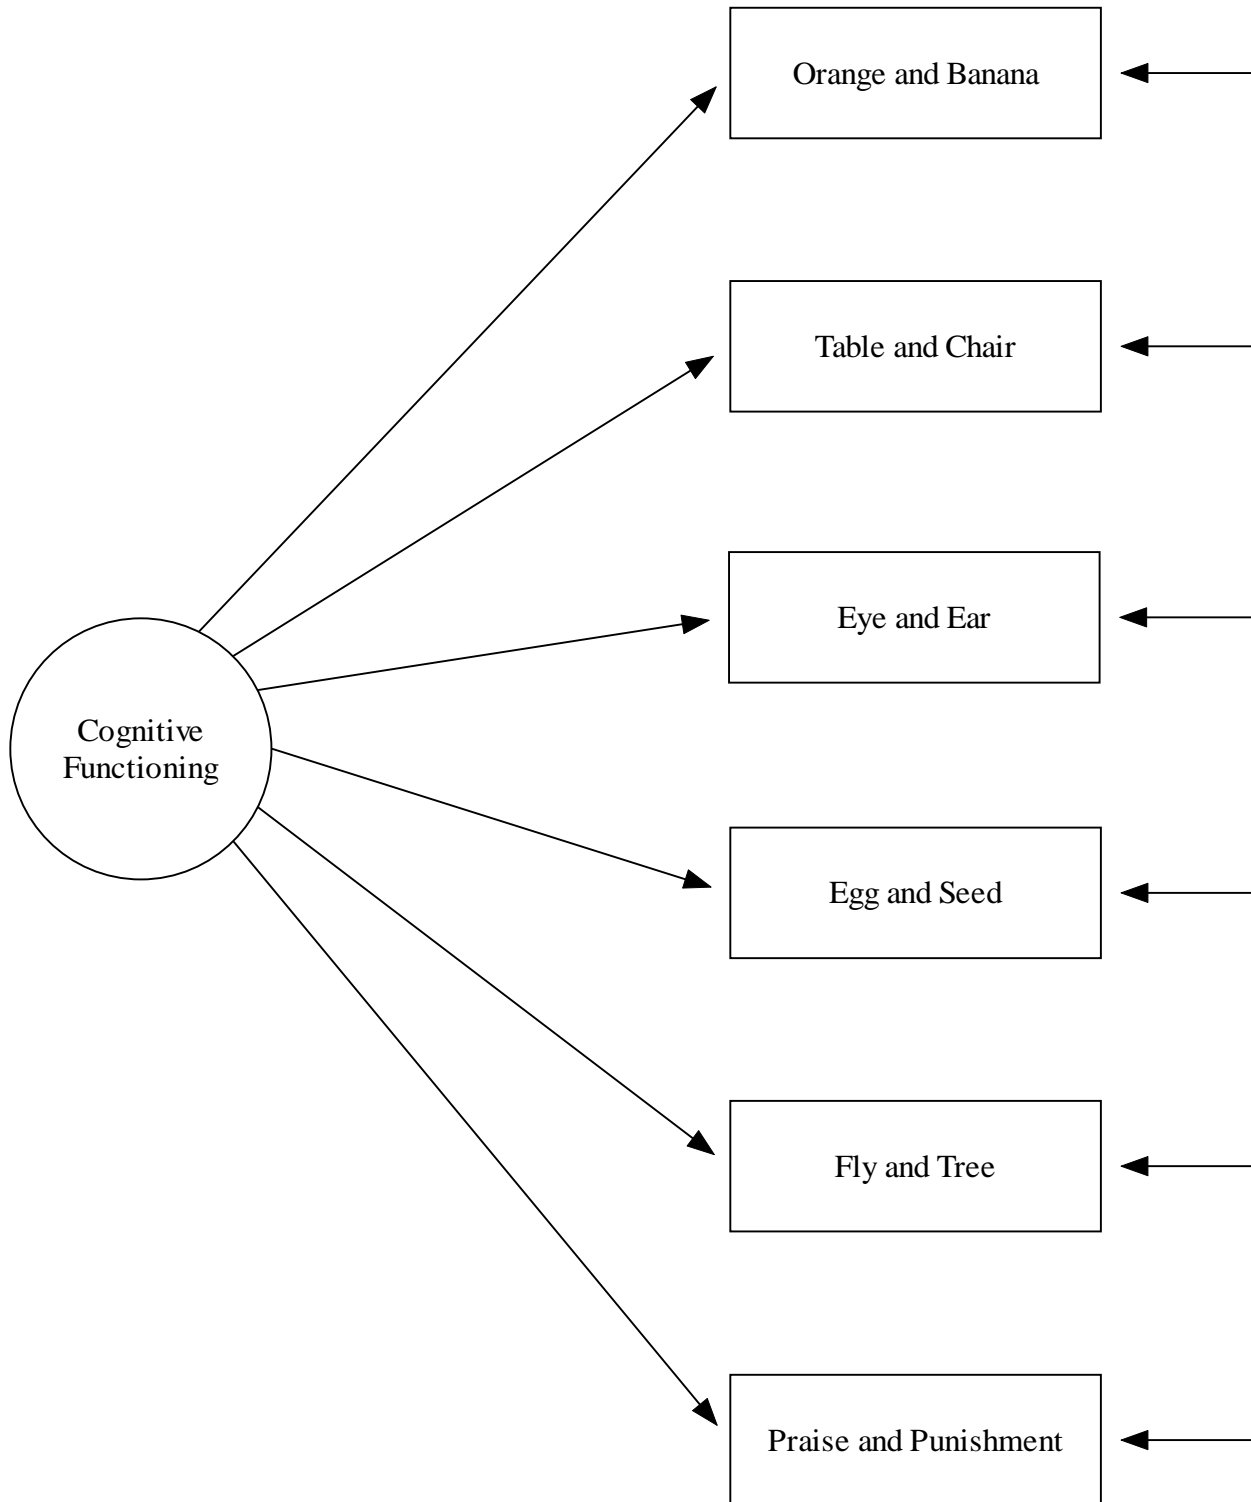 Orange and Banana
Table and Chair
Eye and Ear
Cognitive
Functioning
Egg and Seed
Fly and Tree
Praise and Punishment